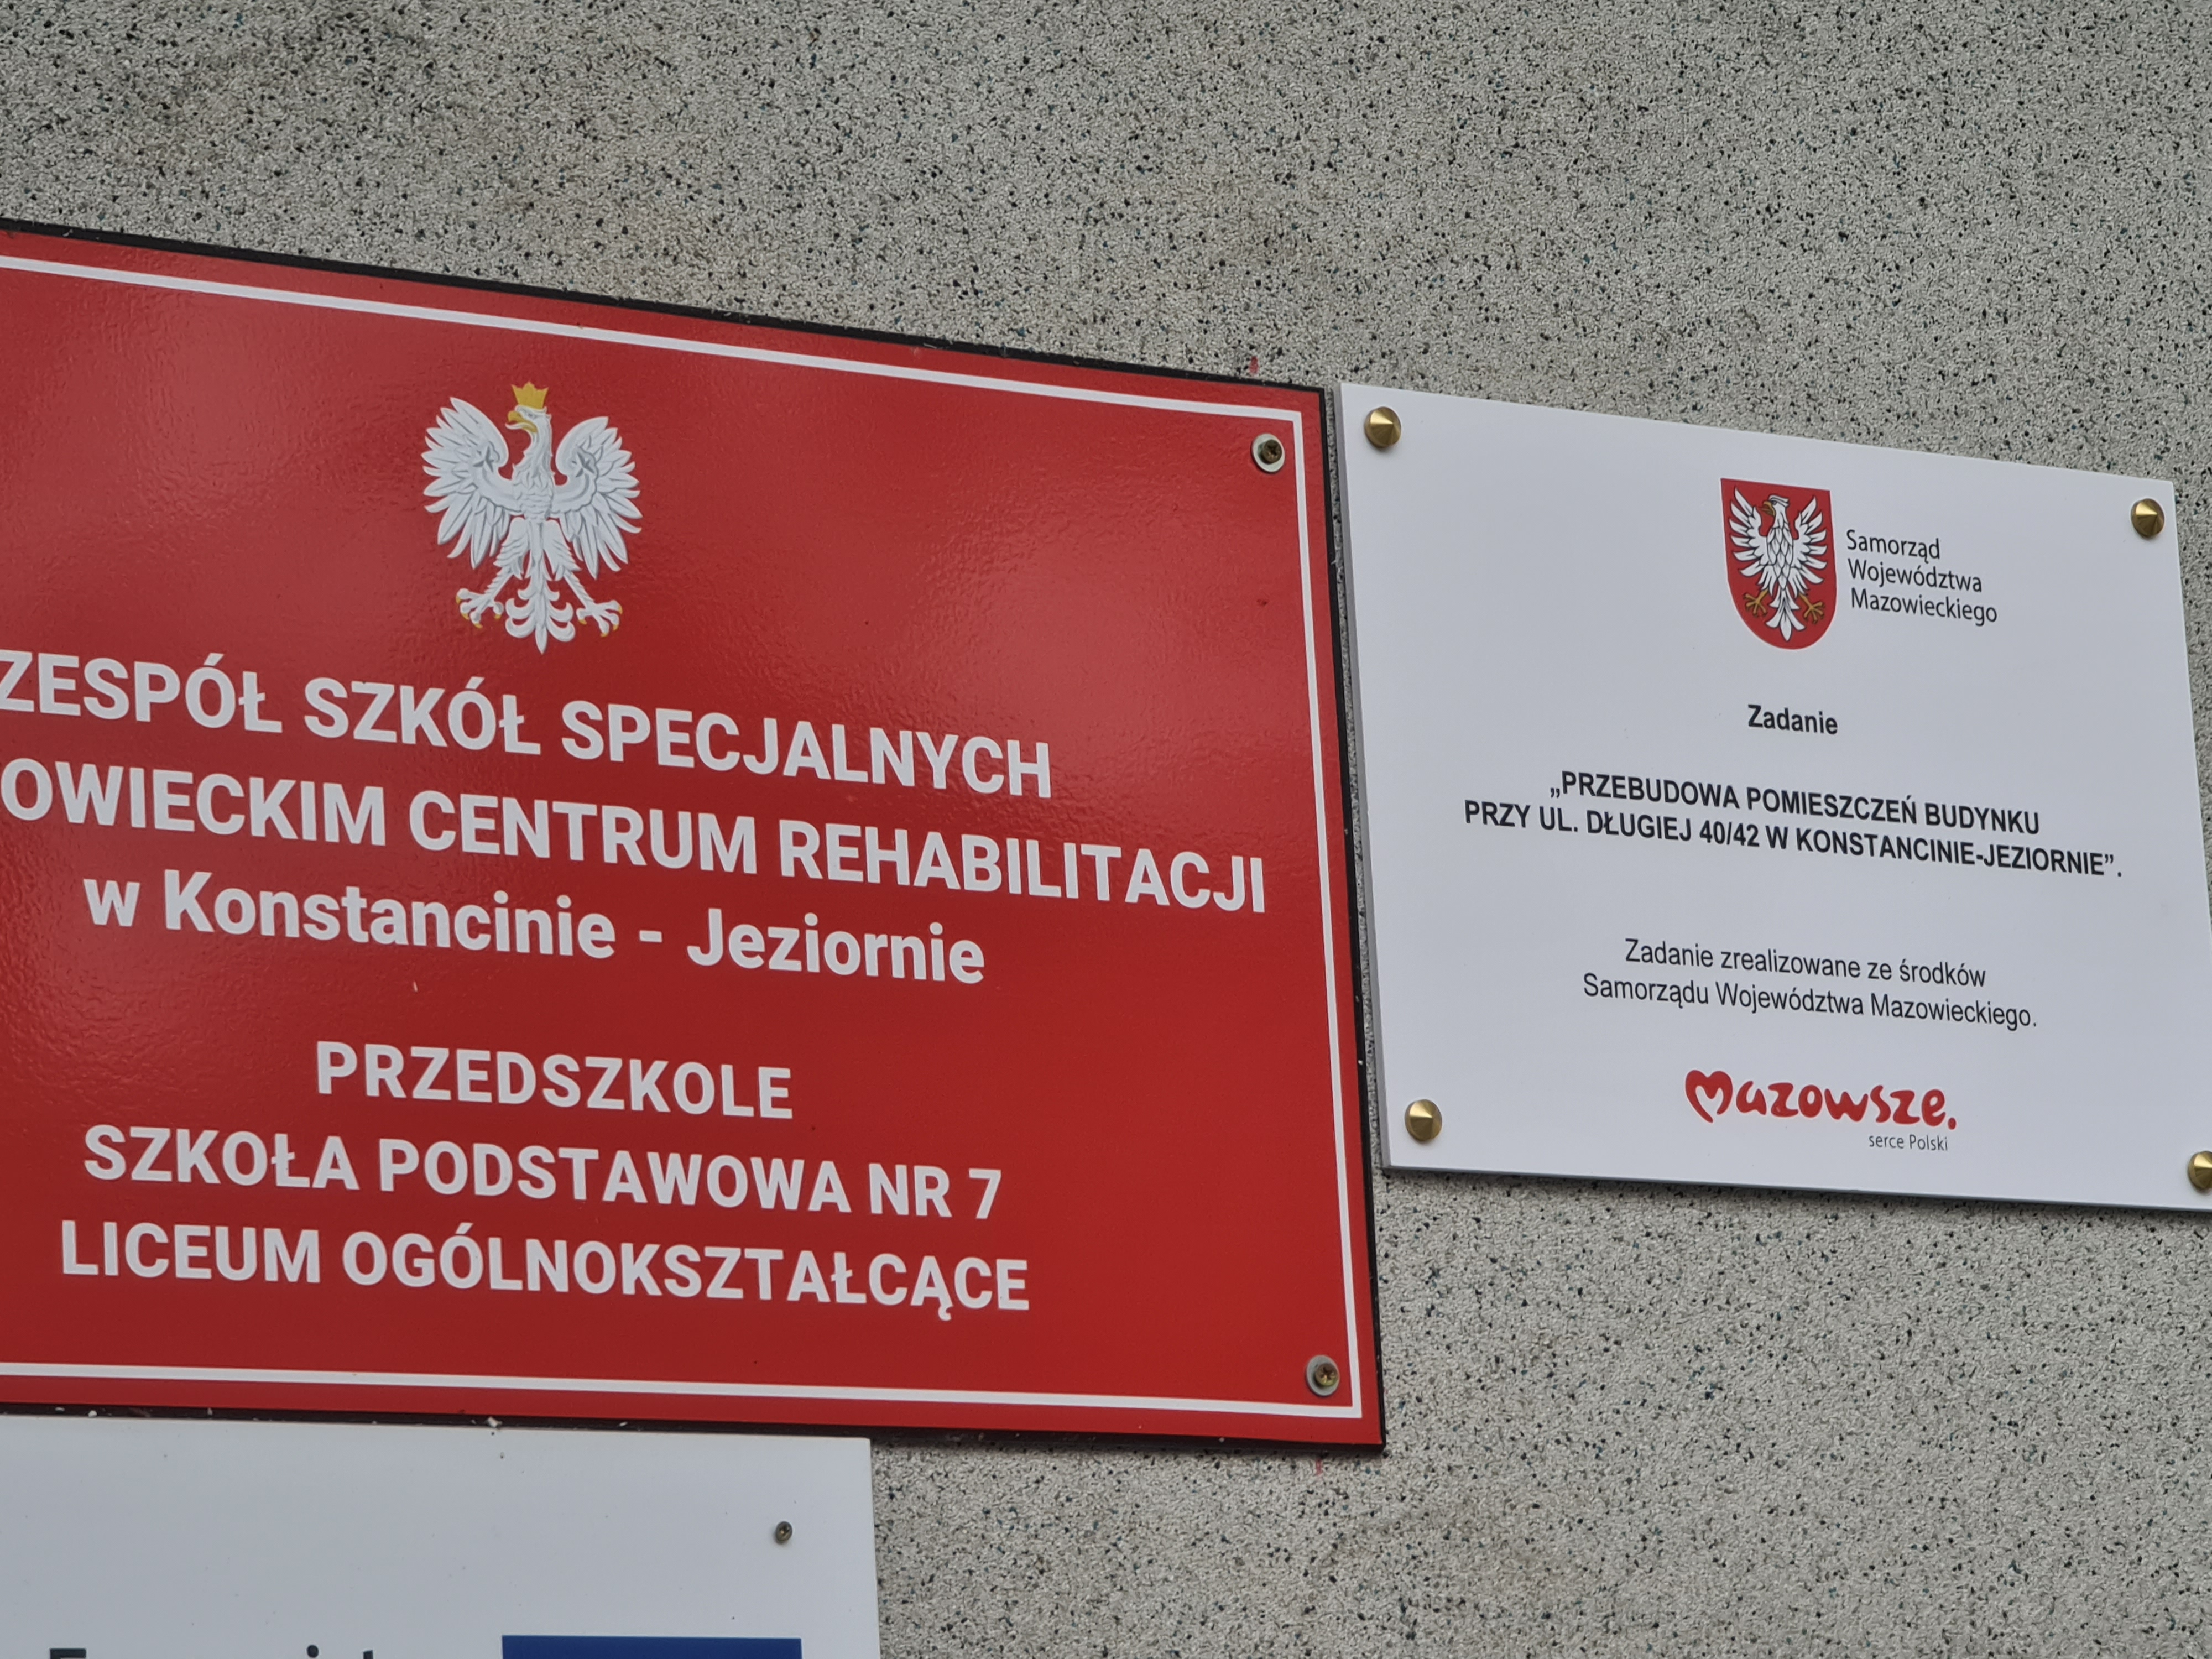 ZESPÓŁ SZKÓŁ SPECJALNYCH
OWIECKIM CENTRUM REHABILITACJI
w Konstancinie - Jeziornie
PRZEDSZKOLE
SZKOŁA PODSTAWOWA NR 7
LICEUM OGÓLNOKSZTAŁCĄCE
Samorząd
Województwa
Mazowieckiego
Zadanie
„PRZEBUDOWA POMIESZCZEŃ BUDYNKU
PRZY UL. DŁUGIEJ 40/42 W KONSTANCINIE-JEZIORNIE”.
Zadanie zrealizowane ze środków
Samorządu Województwa Mazowieckiego.
Mazowsze.
serce Polski